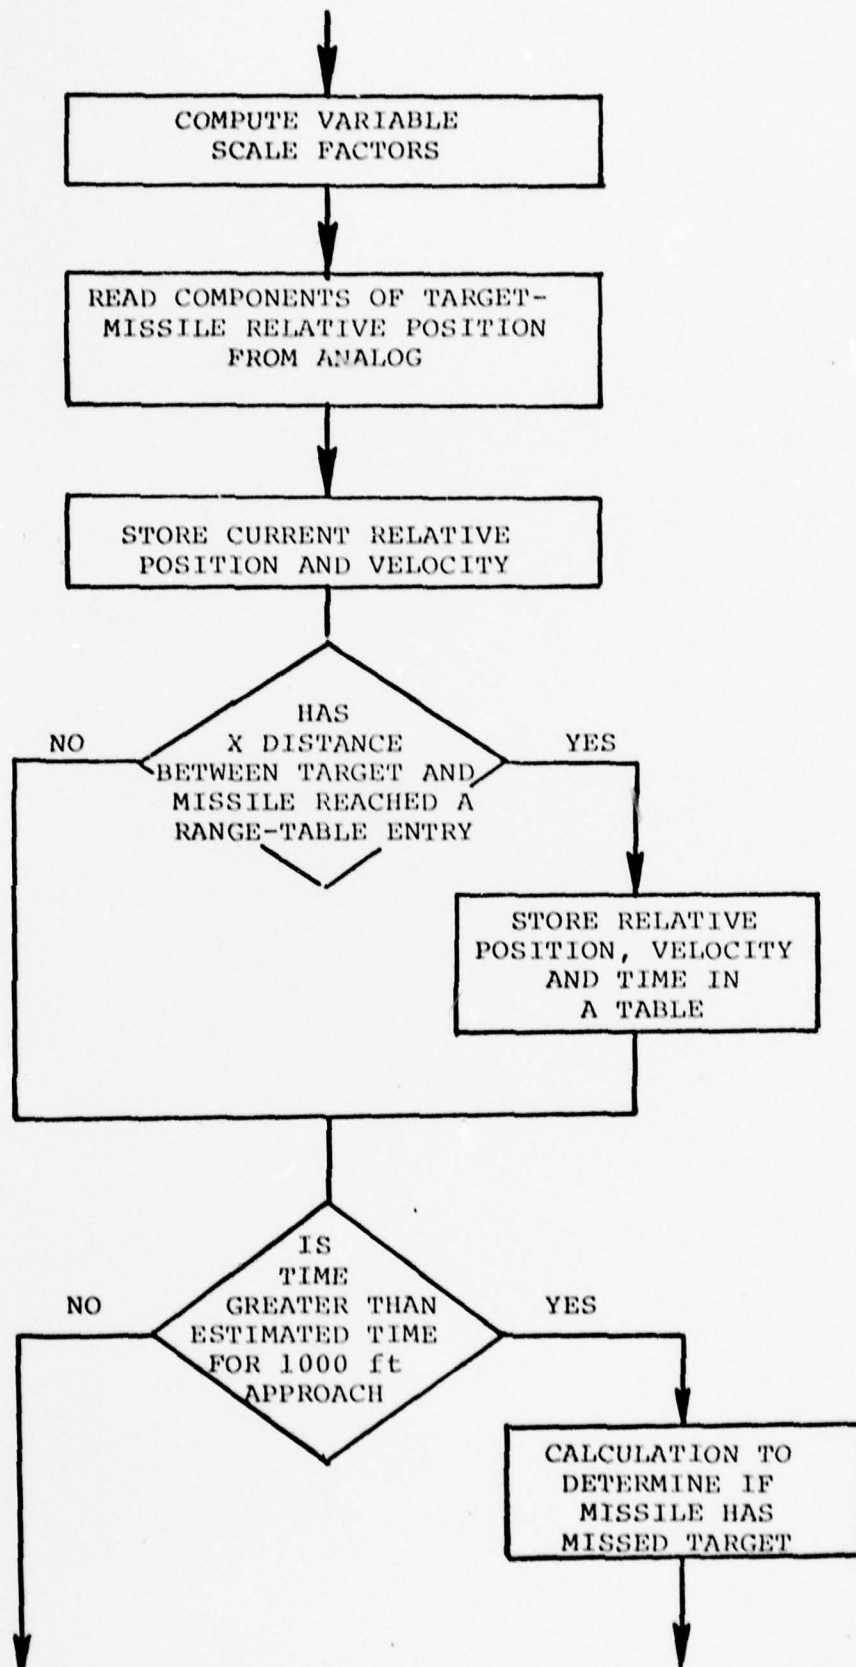 COMPUTE VARIABLE
SCALE FACTORS
READ COMPONENTS OF TARGET-
MISSILE RELATIVE POSITION
FROM ANALOG
STORE CURRENT RELATIVE
POSITION AND VELOCITY
HAS
X DISTANCE
BETWEEN TARGET AND
MISSILE REACHED A
RANGE-TABLE ENTRY
NO
YES
STORE RELATIVE
POSITION, VELOCITY
AND TIME IN
A TABLE
IS
TIME
GREATER THAN
ESTIMATED TIME
FOR 1000 ft
APPROACH
NO
YES
CALCULATION TO
DETERMINE IF
MISSILE HAS
MISSED TARGET